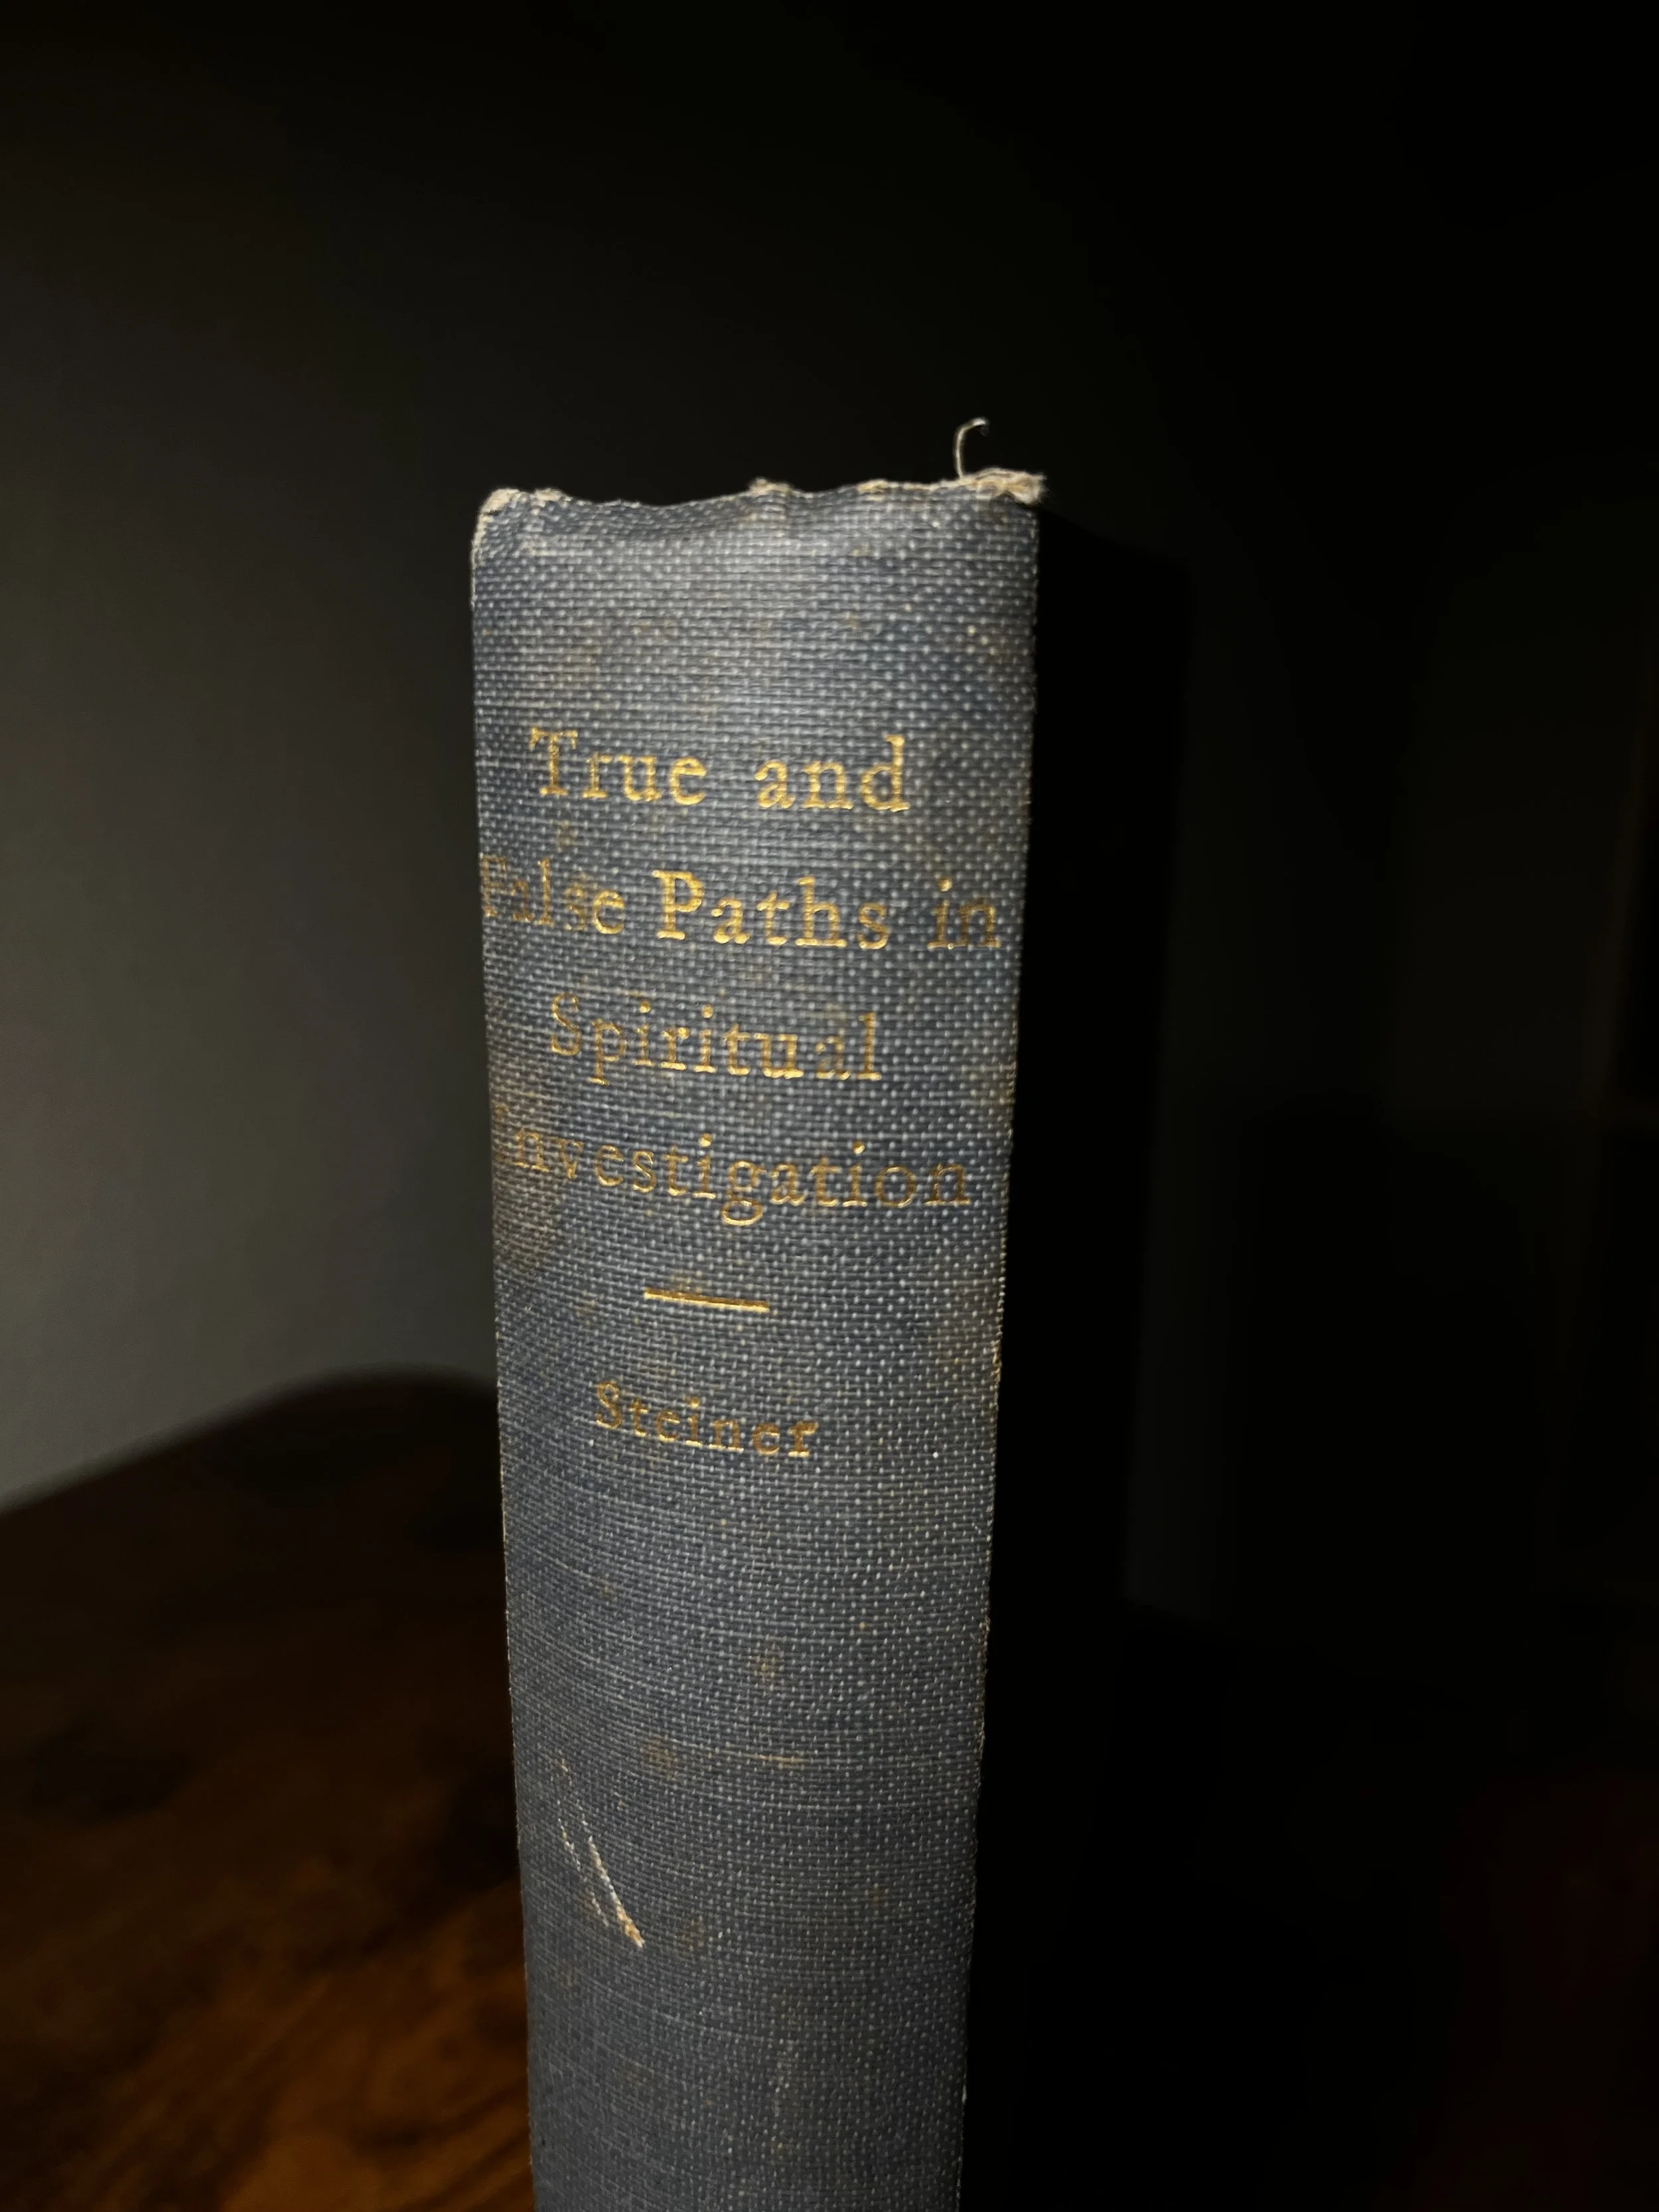 True and
False Paths in
Spiritual
Investigation
Steiner